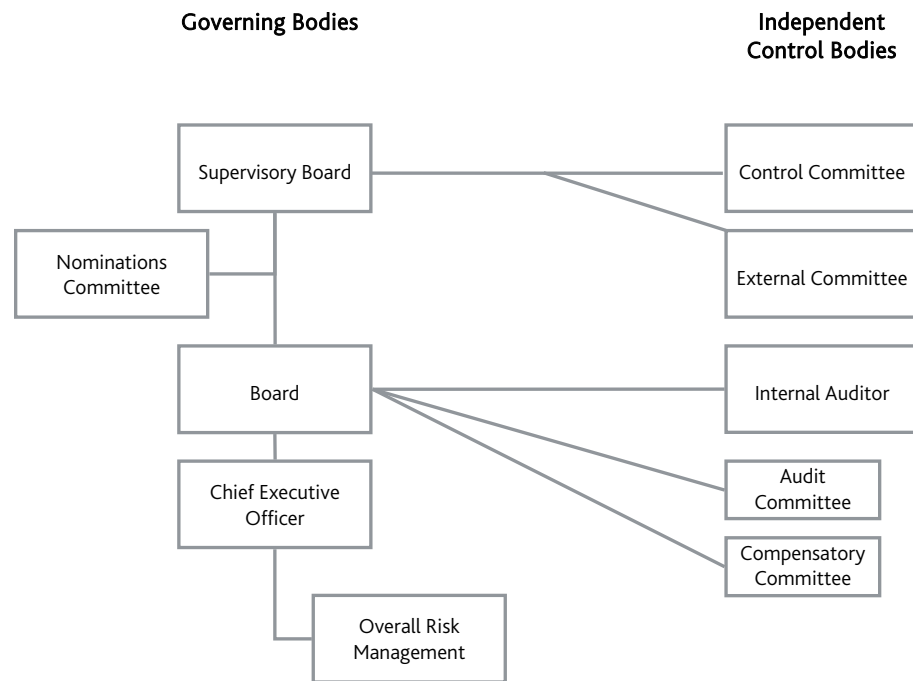 Governing Bodies
Independent
Control Bodies
Supervisory Board
Control Committee
Nominations
Committee
External Committee
Board
Internal Auditor
Chief Executive
Officer
Audit
Committee
Compensatory
Committee
Overall Risk
Management